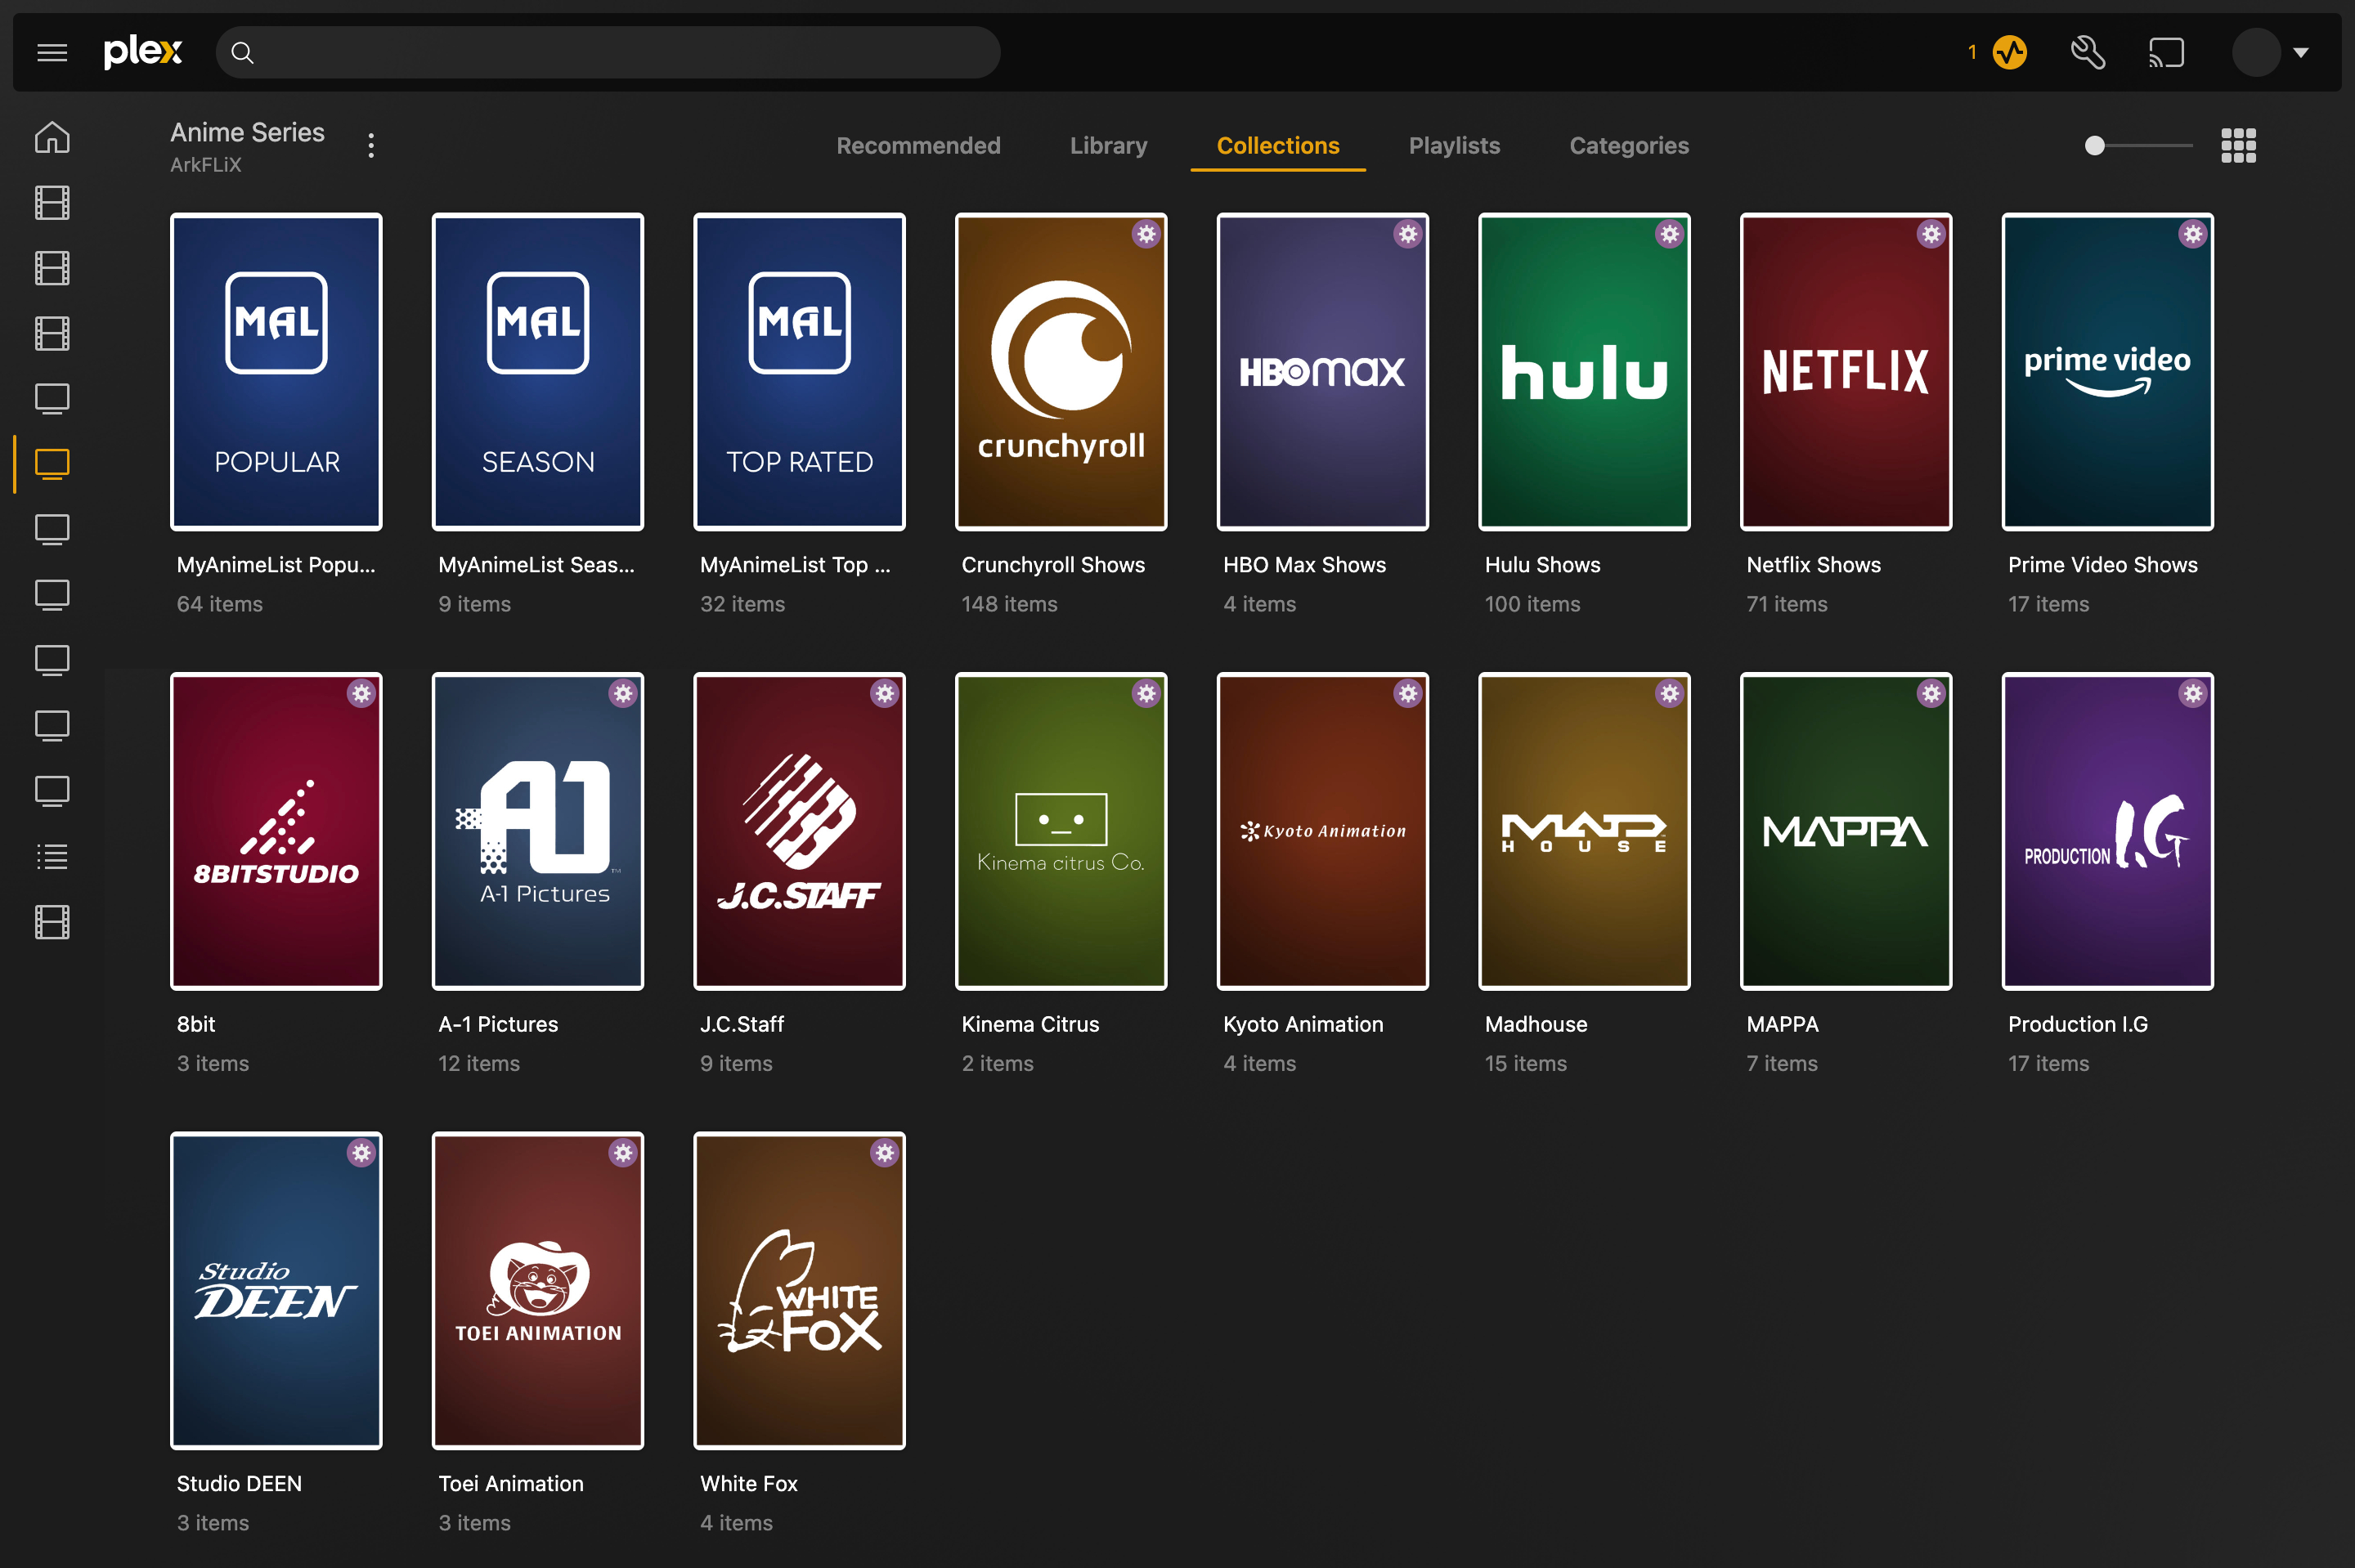 plex
1
Anime Series
ArkFLiX
Recommended
Library
Collections
Playlists
Categories
MAL
POPULAR
MyAnimeList Popu...
64 items
MAL
SEASON
MyAnimeList Seas...
9 items
MAL
TOP RATED
MyAnimeList Top ...
32 items
crunchyroll
Crunchyroll Shows
148 items
HBOmax
HBO Max Shows
4 items
hulu
Hulu Shows
100 items
NETFLIX
Netflix Shows
71 items
prime video
Prime Video Shows
17 items
8BITSTUDIO
8bit
3 items
A1
TM
A-1 Pictures
A-1 Pictures
12 items
J.C.STAFF
J.C.Staff
9 items
Kinema citrus Co.
Kinema Citrus
2 items
Kyoto Animation
Kyoto Animation
4 items
MAD
HOUSE
Madhouse
15 items
MAPPA
MAPPA
7 items
PRODUCTION I.G
Production I.G
17 items
Studio
DEEN
Studio DEEN
3 items
TOEI ANIMATION
Toei Animation
3 items
WHITE
FOX
White Fox
4 items